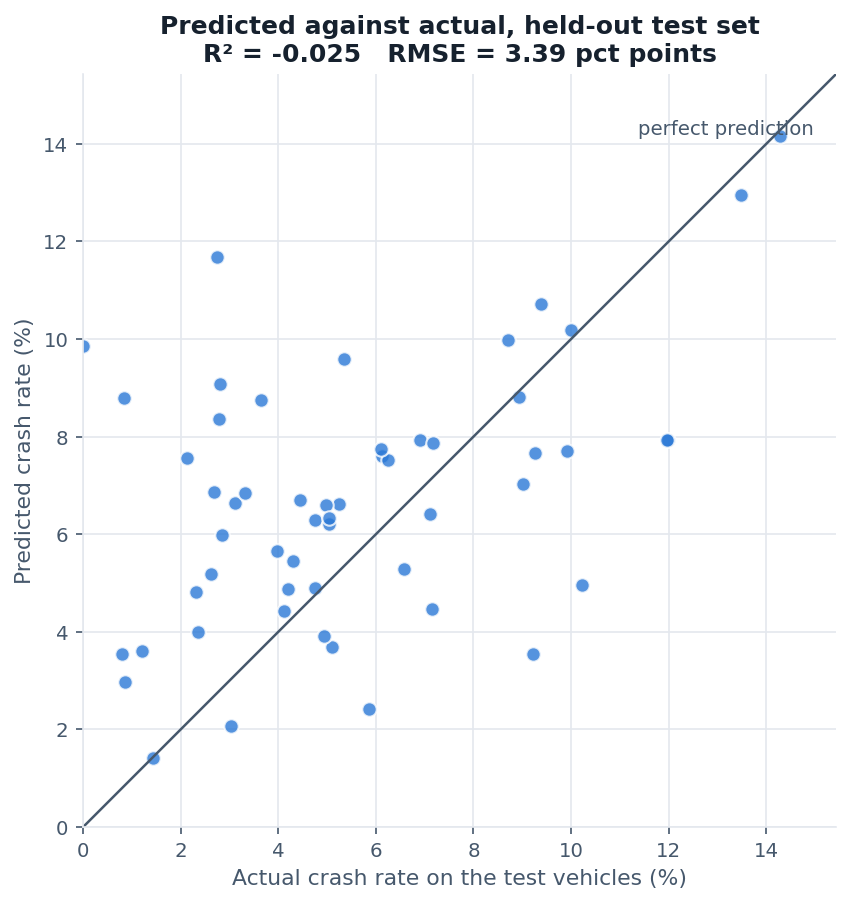 Predicted against actual, held-out test set
R² = -0.025   RMSE = 3.39 pct points
perfect prediction
14
12
10
8
6
4
2
0
Predicted crash rate (%)
0 2 4 6 8 10 12 14
Actual crash rate on the test vehicles (%)